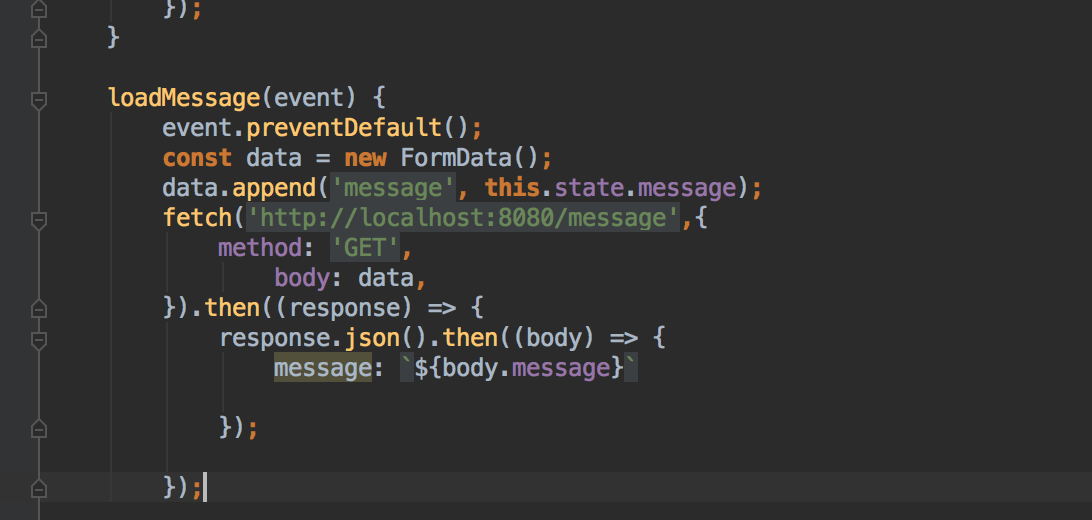 });
}
loadMessage(event) {
event.preventDefault();
const data = new FormData();
data.append('message', this.state.message);
fetch('http://localhost:8080/message',{
method: 'GET',
body: data,
}).then((response) => {
response.json().then((body) => {
message: `${body.message}`
});
});